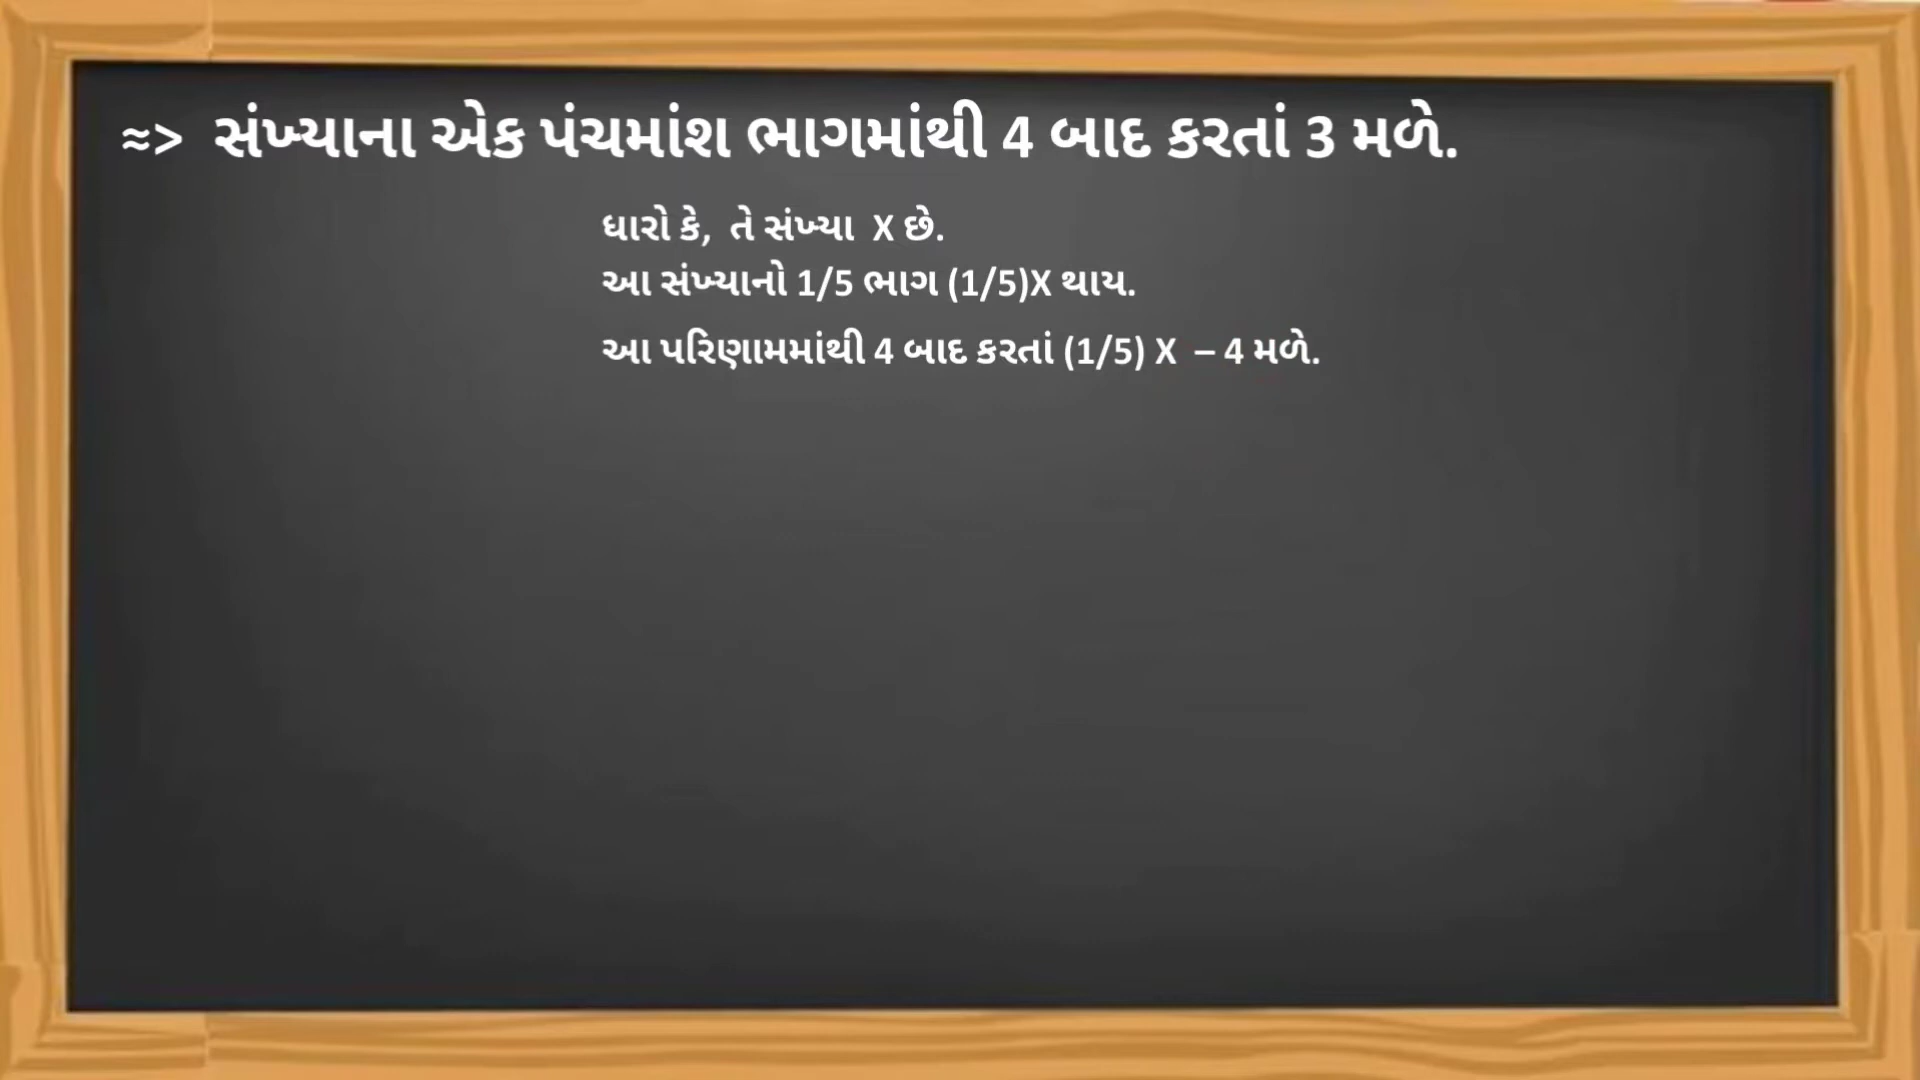 ≈> સંખ્યાના એક પંચમાંશ ભાગમાંથી 4 બાદ કરતાં 3 મળે.
ધારો કે, તે સંખ્યા X છે.
આ સંખ્યાનો 1/5 ભાગ (1/5)X થાય.
આ પરિણામમાંથી 4 બાદ કરતાં (1/5) X – 4 મળે.